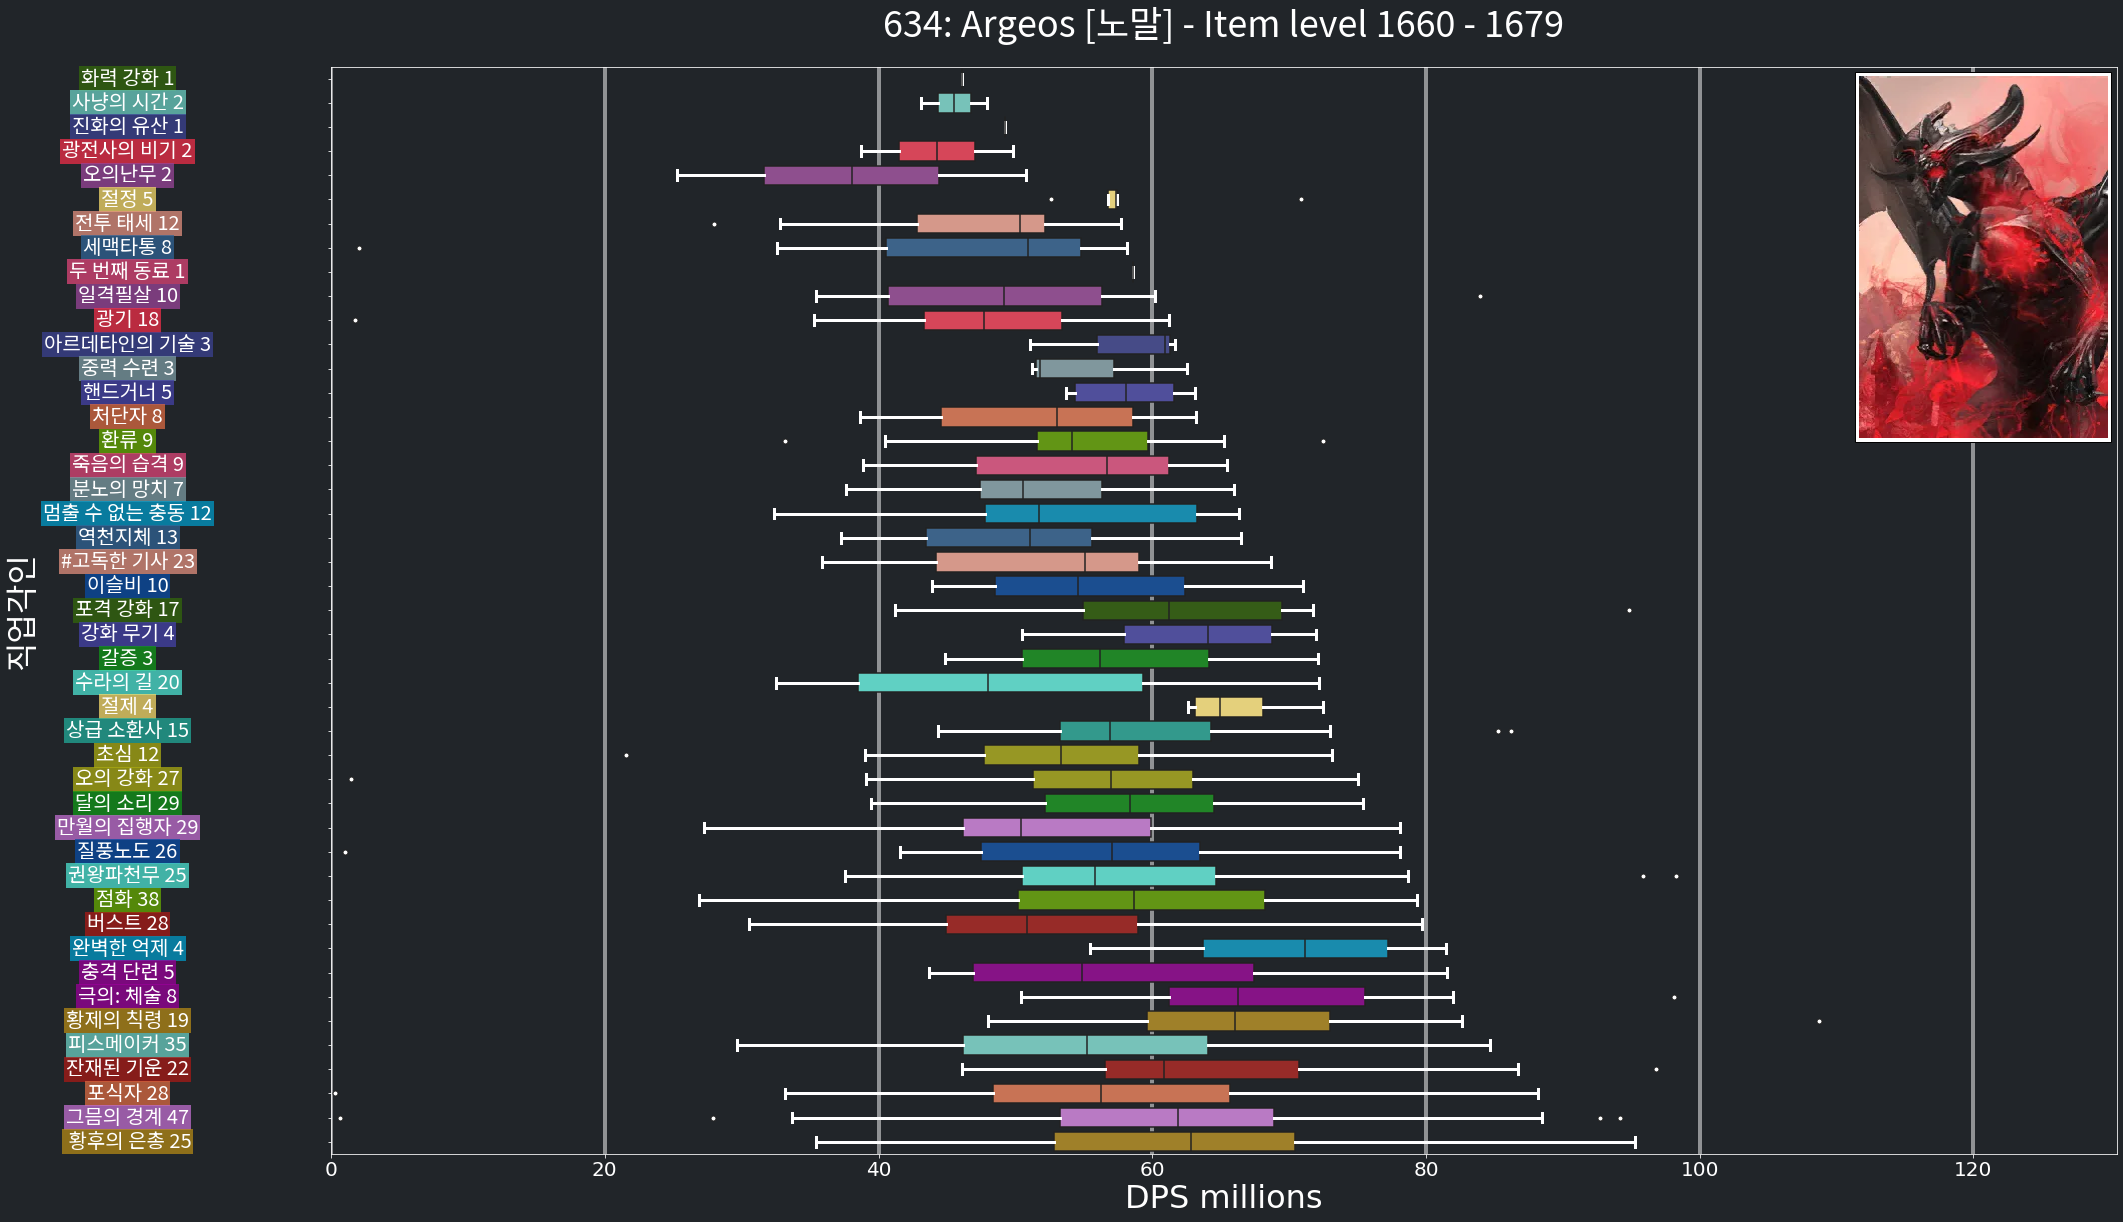 634: Argeos [노말] - Item level 1660 - 1679
화력 강화 1
사냥의 시간 2
진화의 유산 1
광전사의 비기 2
오의난무 2
절정 5
전투 태세 12
세맥타통 8
두 번째 동료 1
일격필살 10
광기 18
아르데타인의 기술 3
중력 수련 3
핸드거너 5
처단자 8
환류 9
죽음의 습격 9
분노의 망치 7
멈출 수 없는 충동 12
역천지체 13
#고독한 기사 23
이슬비 10
포격 강화 17
강화 무기 4
갈증 3
수라의 길 20
절제 4
상급 소환사 15
초심 12
오의 강화 27
달의 소리 29
만월의 집행자 29
질풍노도 26
권왕파천무 25
점화 38
버스트 28
완벽한 억제 4
충격 단련 5
극의: 체술 8
황제의 칙령 19
피스메이커 35
잔재된 기운 22
포식자 28
그믐의 경계 47
황후의 은총 25
직업각인
0 20 40 60 80 100 120
DPS millions